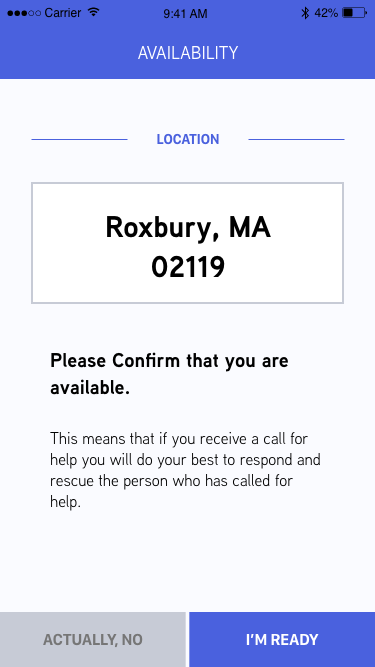 Carrier 9:41 AM 42%
AVAILABILITY
LOCATION
Roxbury, MA
02119
Please Confirm that you are
available.
This means that if you receive a call for
help you will do your best to respond and
rescue the person who has called for
help.
ACTUALLY, NO I’M READY